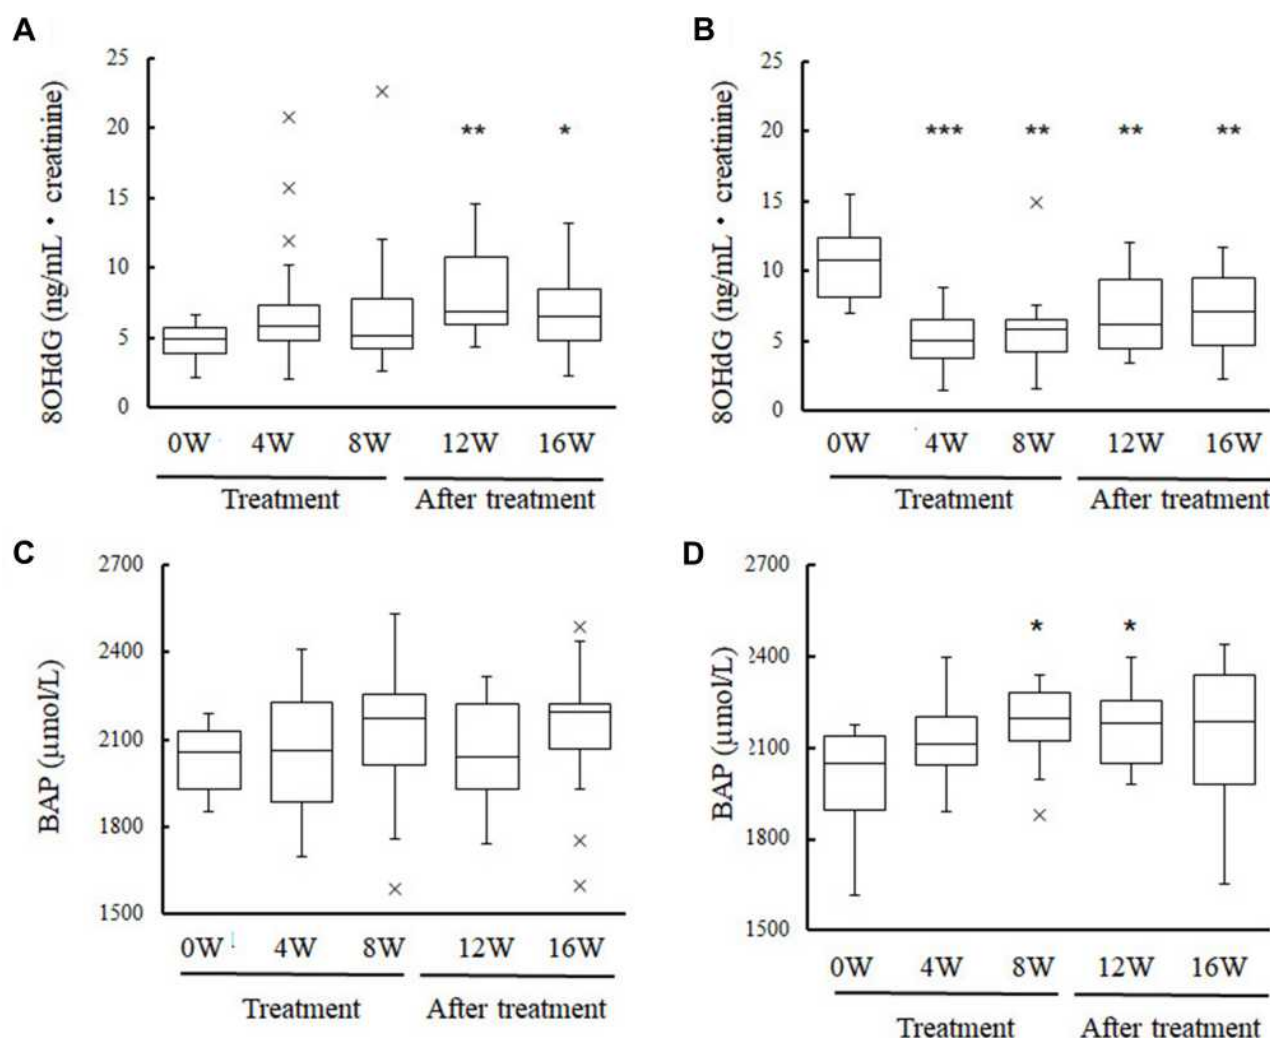 A
8OHdG (ng/mL・creatinine)
25
20
15
10
5
0
** *
0W 4W 8W 12W 16W
Treatment After treatment
B
8OHdG (ng/mL・creatinine)
25
20
15
10
5
0
*** ** ** **
0W 4W 8W 12W 16W
Treatment After treatment
C
BAP (μmol/L)
2700
2400
2100
1800
1500
0W 4W 8W 12W 16W
Treatment After treatment
D
BAP (μmol/L)
2700
2400
2100
1800
1500
* *
0W 4W 8W 12W 16W
Treatment After treatment